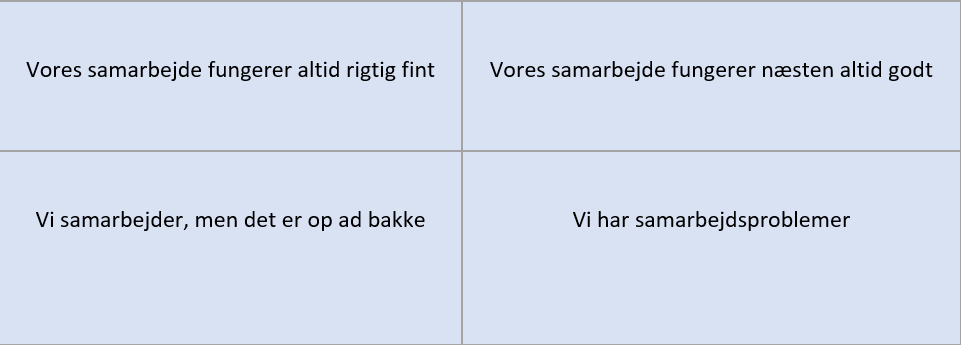 Vores samarbejde fungerer altid rigtig fint
Vores samarbejde fungerer næsten altid godt
Vi samarbejder, men det er op ad bakke
Vi har samarbejdsproblemer